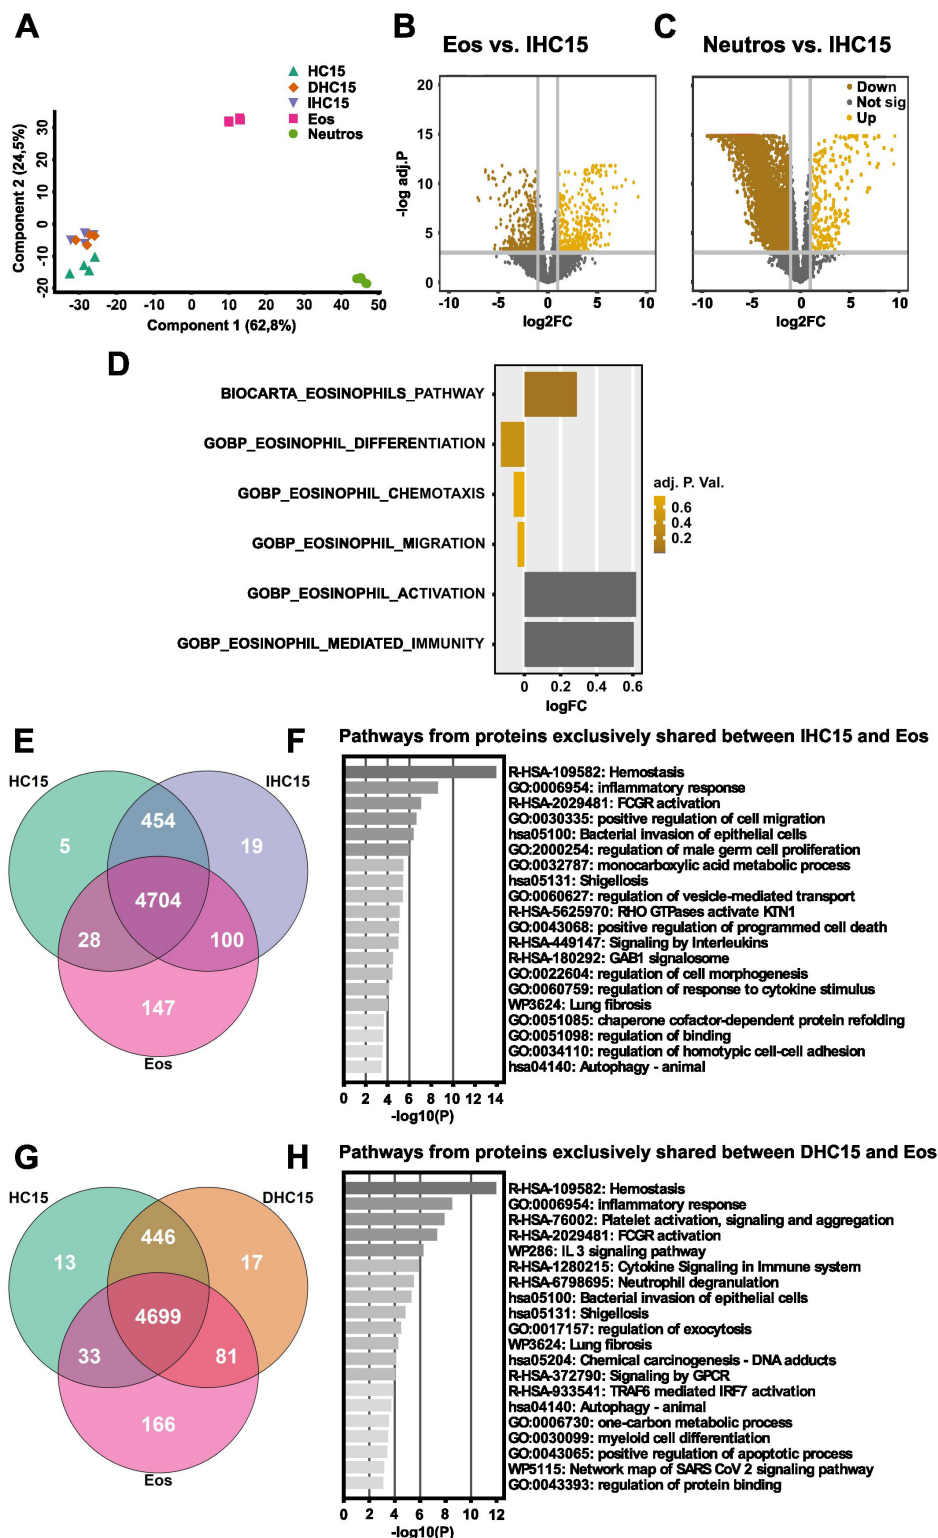 A
HC15
DHC15
IHC15
Eos
Neutros
Component 2 (24,5%)
30
20
10
0
-10
-20
-30 -20 -10 0 10 20 30 40 50
Component 1 (62,8%)
B
Eos vs. IHC15
-log adj.P
20
15
10
5
0
-10 -5 0 5 10
log2FC
C
Neutros vs. IHC15
Down
Not sig
Up
-10 -5 0 5 10
log2FC
D
BIOCARTA_EOSINOPHILS_PATHWAY
GOBP_EOSINOPHIL_DIFFERENTIATION
GOBP_EOSINOPHIL_CHEMOTAXIS
GOBP_EOSINOPHIL_MIGRATION
GOBP_EOSINOPHIL_ACTIVATION
GOBP_EOSINOPHIL_MEDIATED_IMMUNITY
0 0.2 0.4 0.6
logFC
adj. P. Val.
0.6
0.4
0.2
E
HC15
IHC15
454
5
19
4704
28
100
147
Eos
F
Pathways from proteins exclusively shared between IHC15 and Eos
R-HSA-109582: Hemostasis
GO:0006954: inflammatory response
R-HSA-2029481: FCGR activation
GO:0030335: positive regulation of cell migration
hsa05100: Bacterial invasion of epithelial cells
GO:2000254: regulation of male germ cell proliferation
GO:0032787: monocarboxylic acid metabolic process
hsa05131: Shigellosis
GO:0060627: regulation of vesicle-mediated transport
R-HSA-5625970: RHO GTPases activate KTN1
GO:0043068: positive regulation of programmed cell death
R-HSA-449147: Signaling by Interleukins
R-HSA-180292: GAB1 signalosome
GO:0022604: regulation of cell morphogenesis
GO:0060759: regulation of response to cytokine stimulus
WP3624: Lung fibrosis
GO:0051085: chaperone cofactor-dependent protein refolding
GO:0051098: regulation of binding
GO:0034110: regulation of homotypic cell-cell adhesion
hsa04140: Autophagy - animal
0 2 4 6 8 10 12 14
-log10(P)
G
HC15
DHC15
446
13
17
4699
33
81
166
Eos
H
Pathways from proteins exclusively shared between DHC15 and Eos
R-HSA-109582: Hemostasis
GO:0006954: inflammatory response
R-HSA-76002: Platelet activation, signaling and aggregation
R-HSA-2029481: FCGR activation
WP286: IL 3 signaling pathway
R-HSA-1280215: Cytokine Signaling in Immune system
R-HSA-6798695: Neutrophil degranulation
hsa05100: Bacterial invasion of epithelial cells
hsa05131: Shigellosis
GO:0017157: regulation of exocytosis
WP3624: Lung fibrosis
hsa05204: Chemical carcinogenesis - DNA adducts
R-HSA-372790: Signaling by GPCR
R-HSA-933541: TRAF6 mediated IRF7 activation
hsa04140: Autophagy - animal
GO:0006730: one-carbon metabolic process
GO:0030099: myeloid cell differentiation
GO:0043065: positive regulation of apoptotic process
WP5115: Network map of SARS CoV 2 signaling pathway
GO:0043393: regulation of protein binding
0 2 4 6 8 10 12
-log10(P)